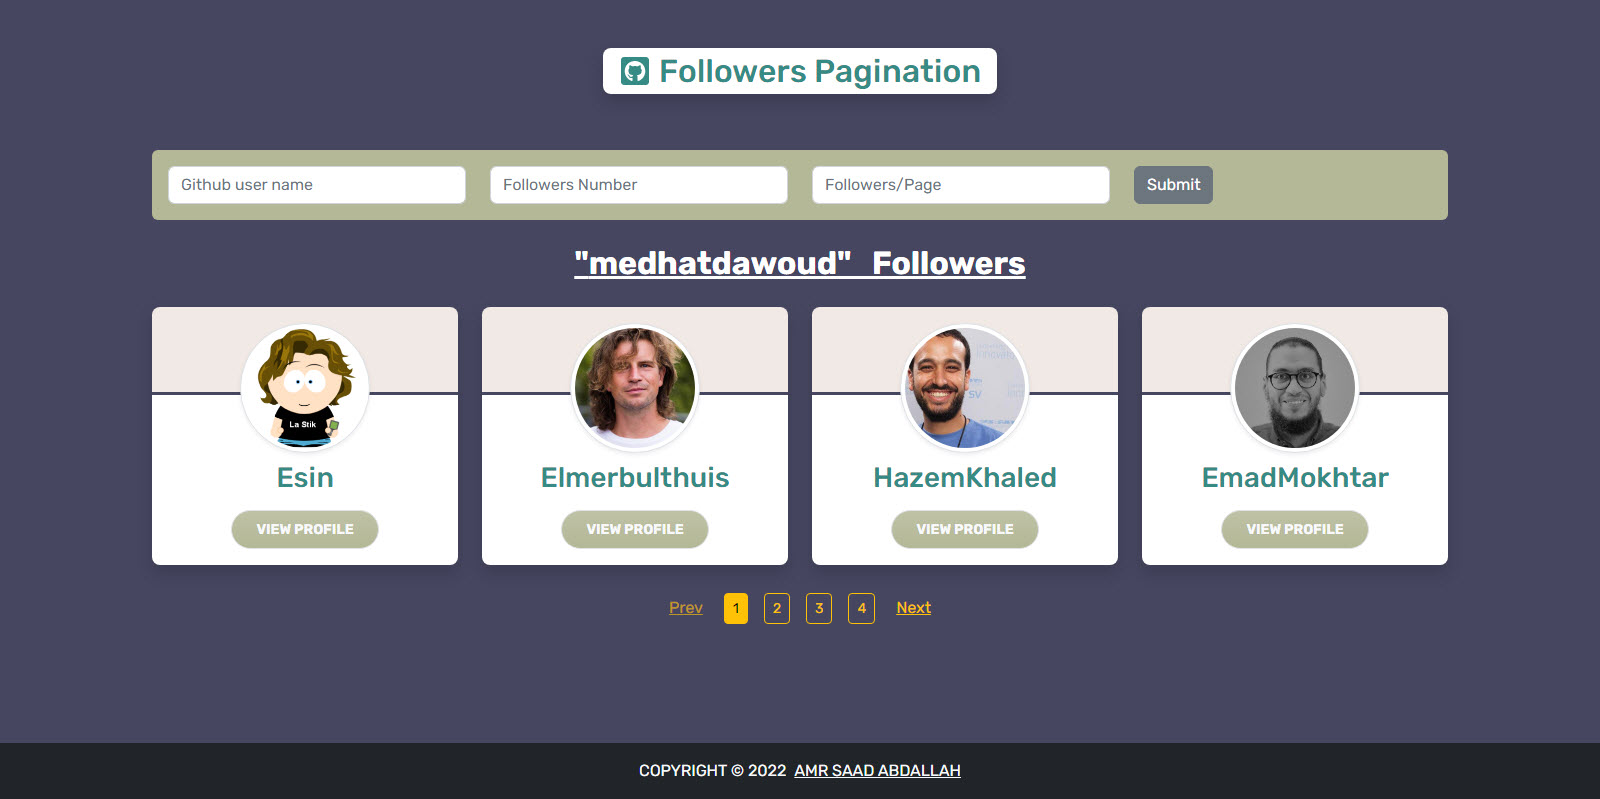 Followers Pagination
Github user name
Followers Number
Followers/Page
Submit
"medhatdawoud" Followers
La Stik
SV
Esin
Elmerbulthuis
HazemKhaled
EmadMokhtar
VIEW PROFILE
VIEW PROFILE
VIEW PROFILE
VIEW PROFILE
Prev 1 2 3 4 Next
COPYRIGHT © 2022 AMR SAAD ABDALLAH